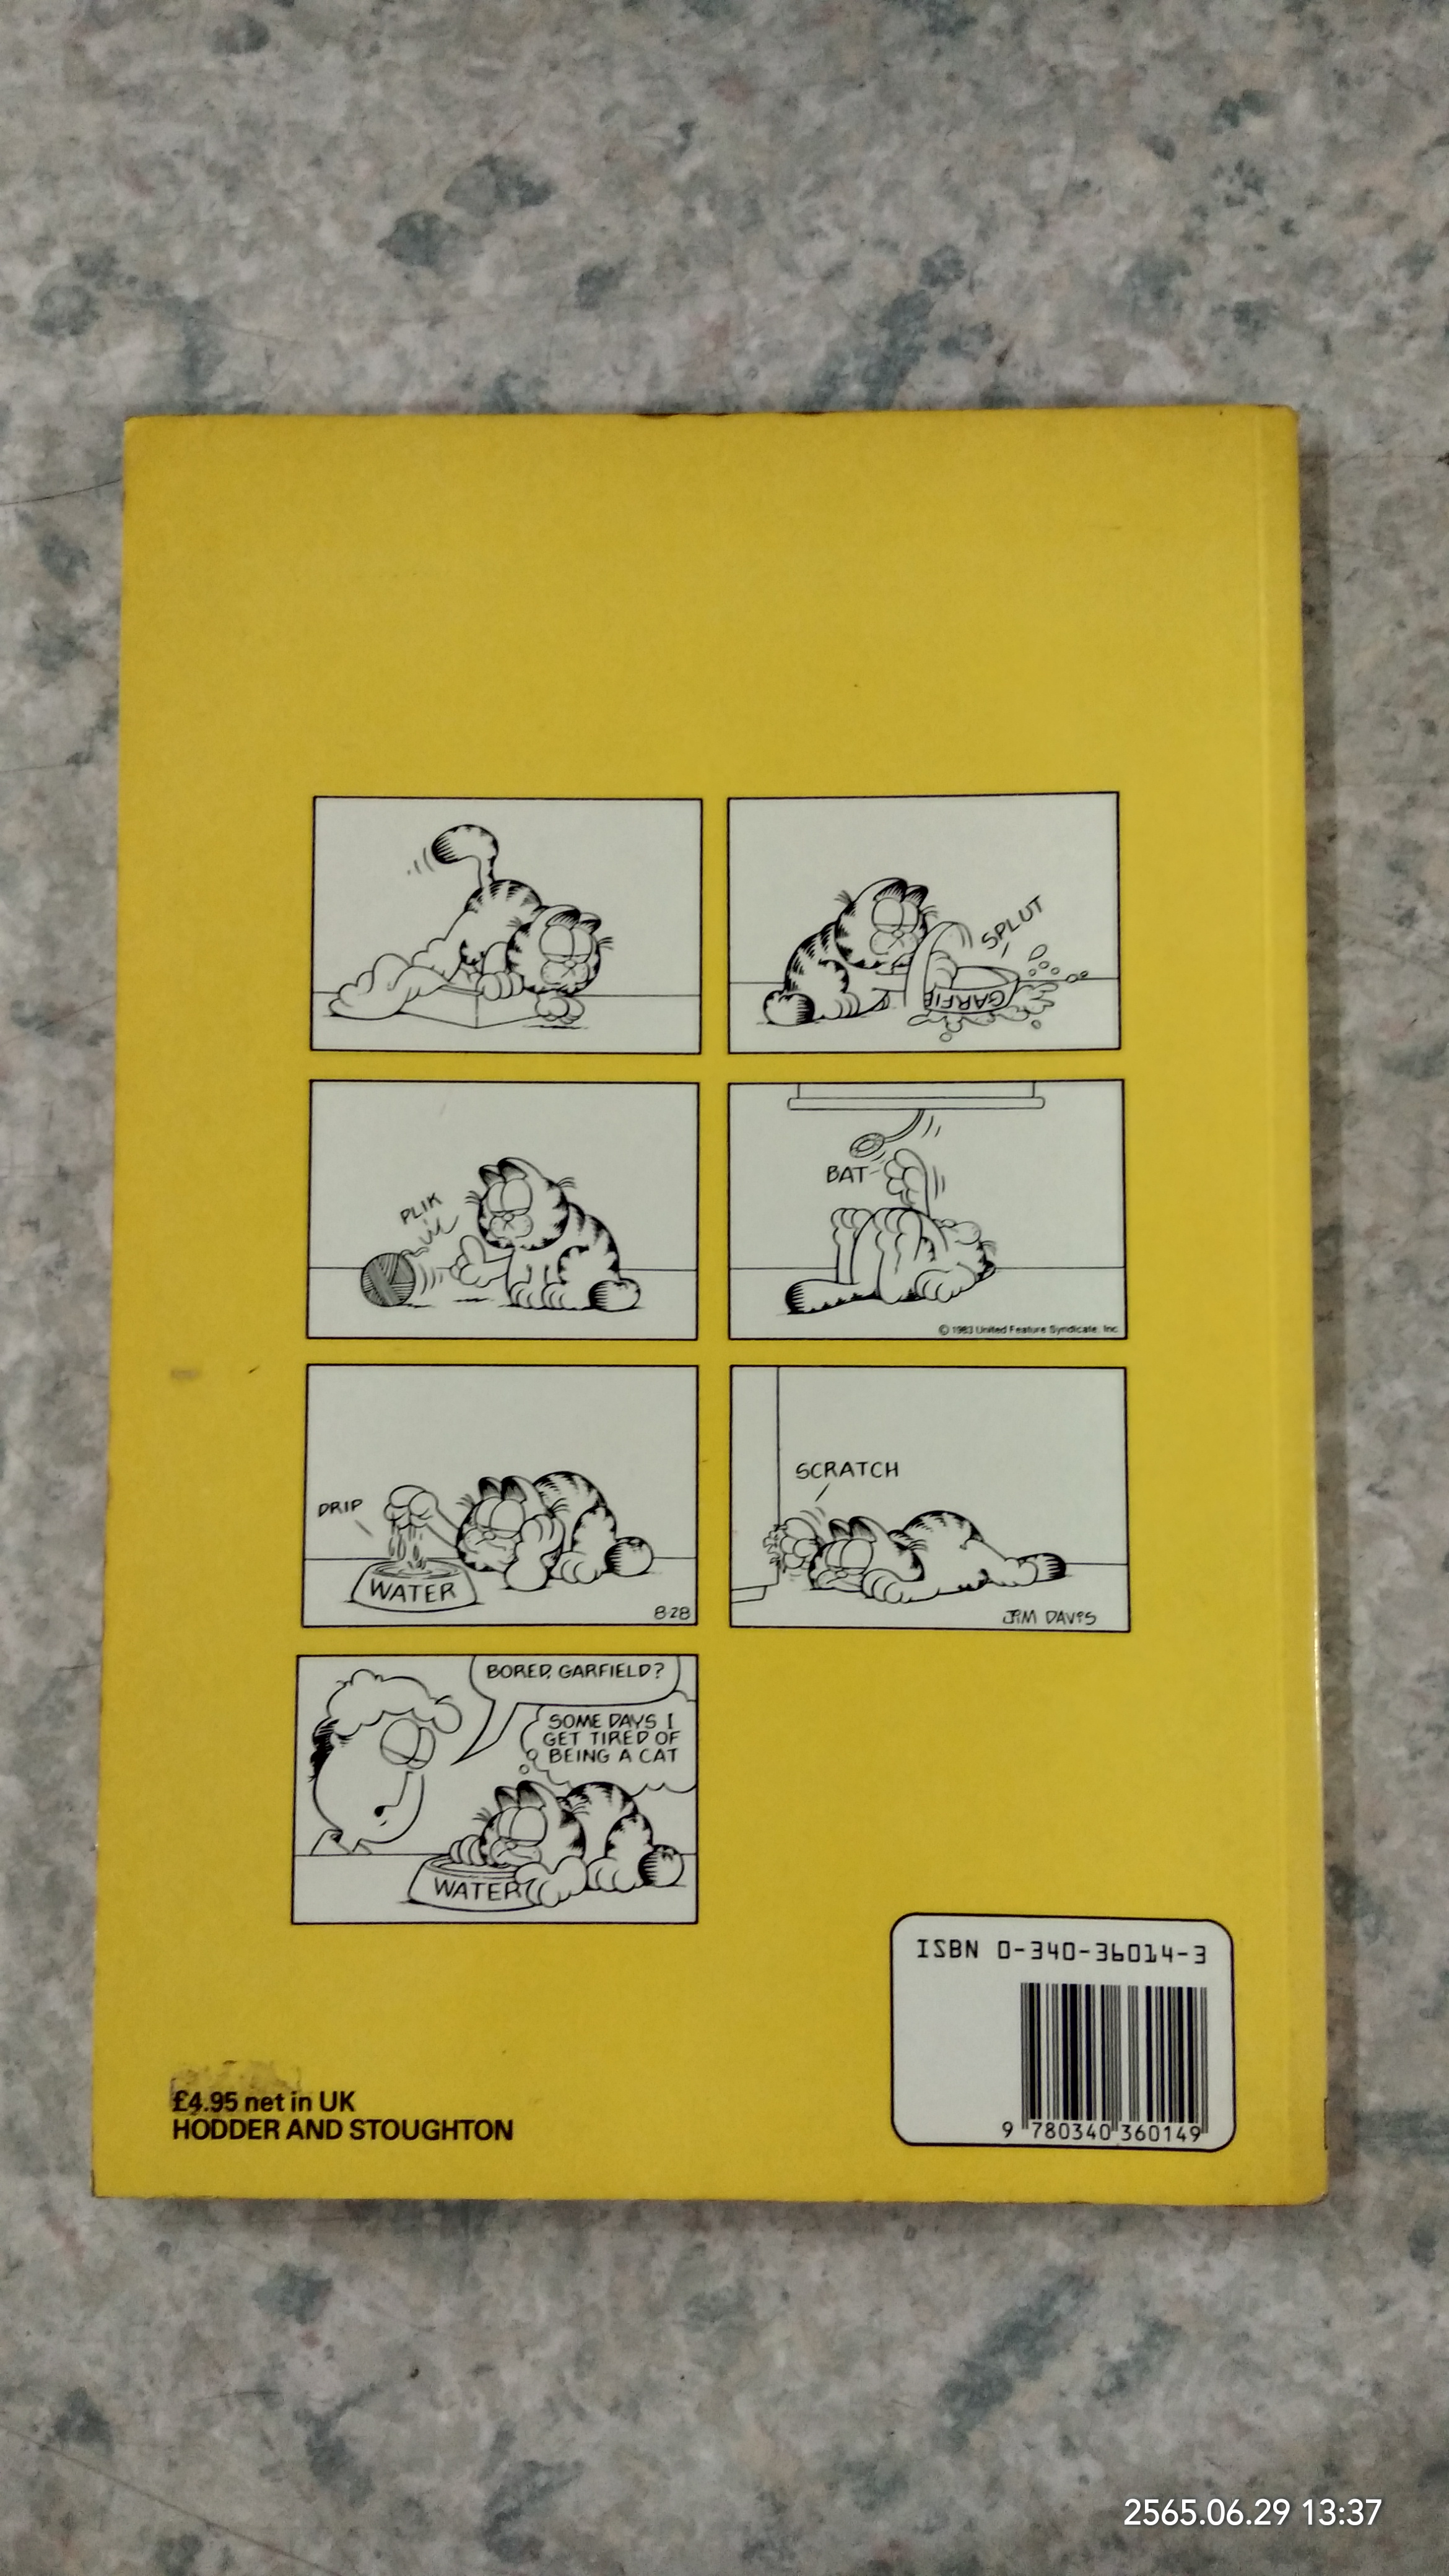 SPLUT
GARFIE
PLIK
BAT
© 1983 United Feature Syndicate, Inc.
DRIP
WATER
8-28
SCRATCH
JIM DAVIS
BORED, GARFIELD?
SOME DAYS I
GET TIRED OF
BEING A CAT
WATER
ISBN 0-340-36014-3
9 780340 360149
£4.95 net in UK
HODDER AND STOUGHTON
2565.06.29 13:37